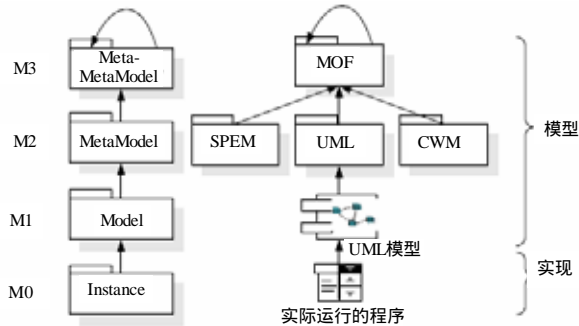 M3
Meta-
MetaModel
MOF
M2
MetaModel
SPEM
UML
CWM
模型
M1
Model
UML模型
M0
Instance
实际运行的程序
实现